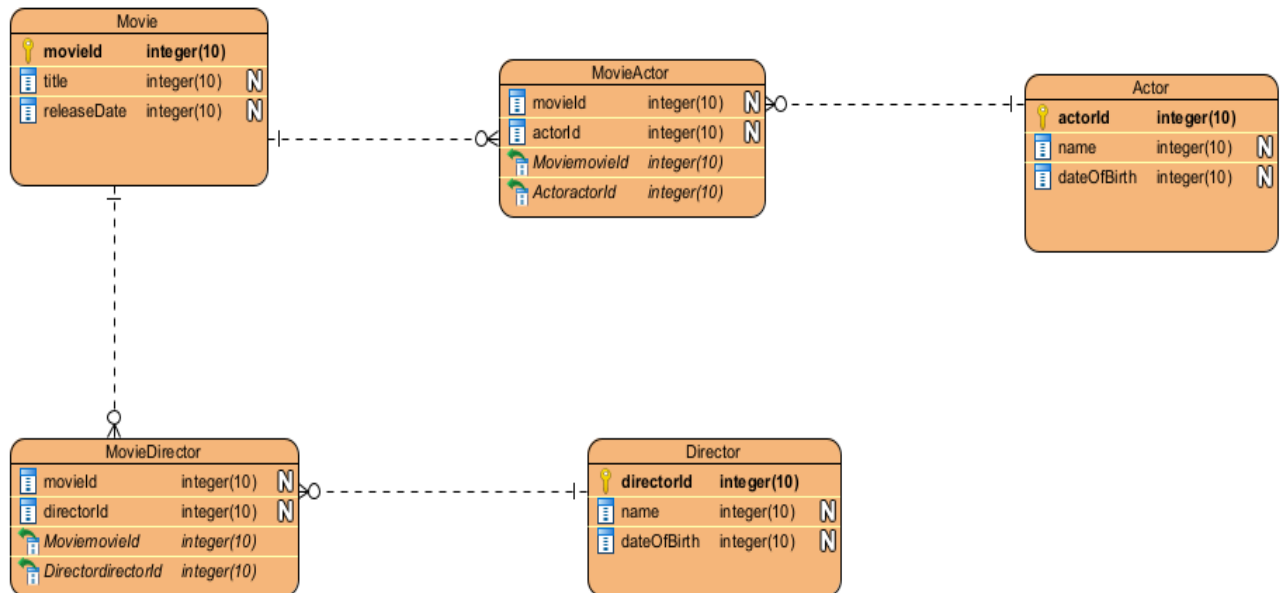 Movie
movieId integer(10)
title integer(10) N
releaseDate integer(10) N
MovieActor
movieId integer(10) N
actorId integer(10) N
MoviemovieId integer(10)
ActoractorId integer(10)
Actor
actorId integer(10)
name integer(10) N
dateOfBirth integer(10) N
MovieDirector
movieId integer(10) N
directorId integer(10) N
MoviemovieId integer(10)
DirectordirectorId integer(10)
Director
directorId integer(10)
name integer(10) N
dateOfBirth integer(10) N